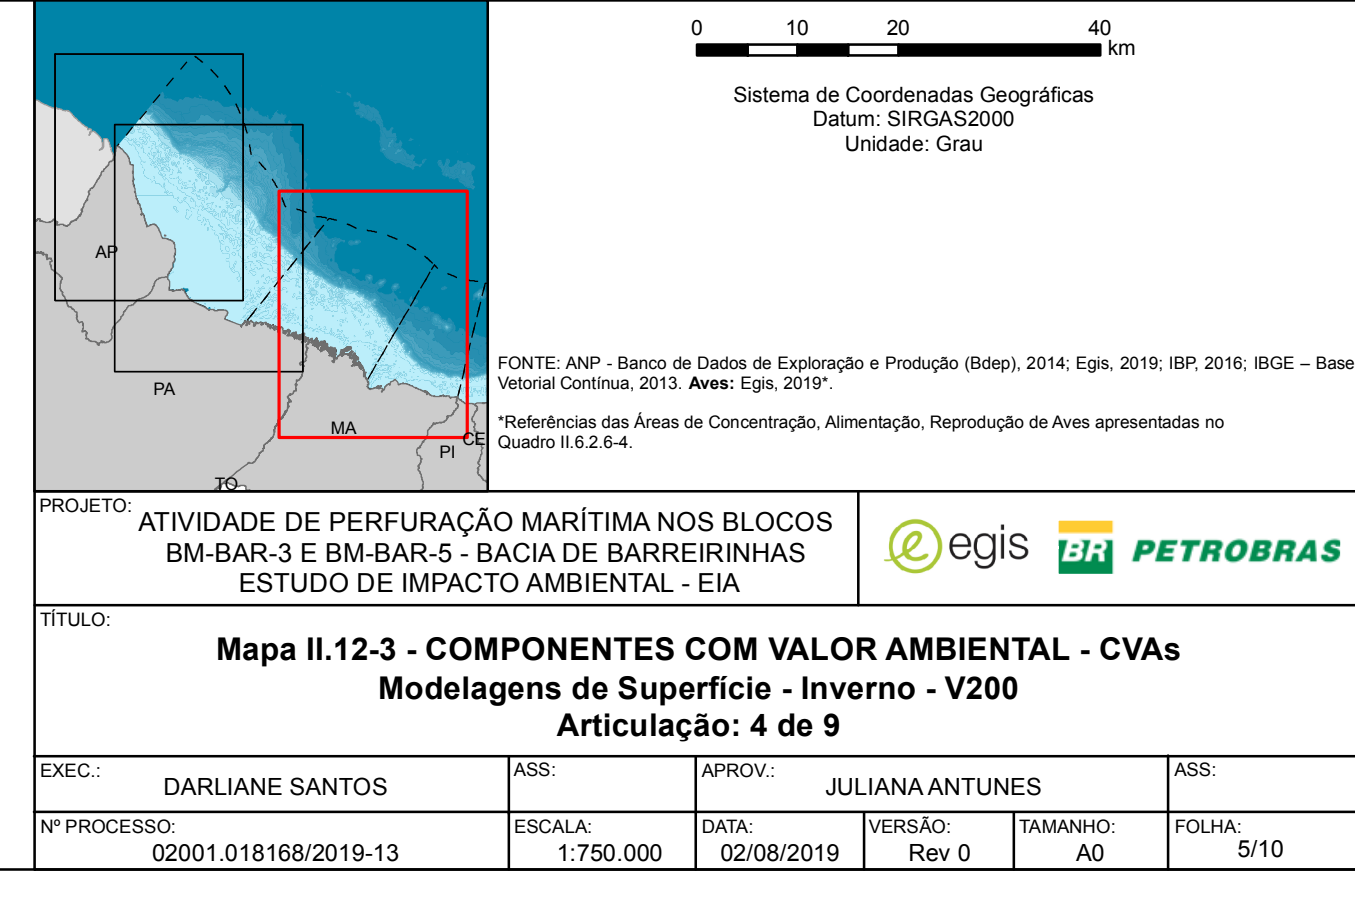 0 10 20 40
km
Sistema de Coordenadas Geográficas
Datum: SIRGAS2000
Unidade: Grau
AP
PA
MA
CE
PI
TO
FONTE: ANP - Banco de Dados de Exploração e Produção (Bdep), 2014; Egis, 2019; IBP, 2016; IBGE – Base
Vetorial Contínua, 2013. Aves: Egis, 2019*.
*Referências das Áreas de Concentração, Alimentação, Reprodução de Aves apresentadas no
Quadro II.6.2.6-4.
PROJETO:
ATIVIDADE DE PERFURAÇÃO MARÍTIMA NOS BLOCOS
BM-BAR-3 E BM-BAR-5 - BACIA DE BARREIRINHAS
ESTUDO DE IMPACTO AMBIENTAL - EIA
e egis BR PETROBRAS
TÍTULO:
Mapa II.12-3 - COMPONENTES COM VALOR AMBIENTAL - CVAs
Modelagens de Superfície - Inverno - V200
Articulação: 4 de 9
EXEC.: DARLIANE SANTOS
ASS:
APROV.: JULIANA ANTUNES
ASS:
Nº PROCESSO: 02001.018168/2019-13
ESCALA: 1:750.000
DATA: 02/08/2019
VERSÃO: Rev 0
TAMANHO: A0
FOLHA: 5/10